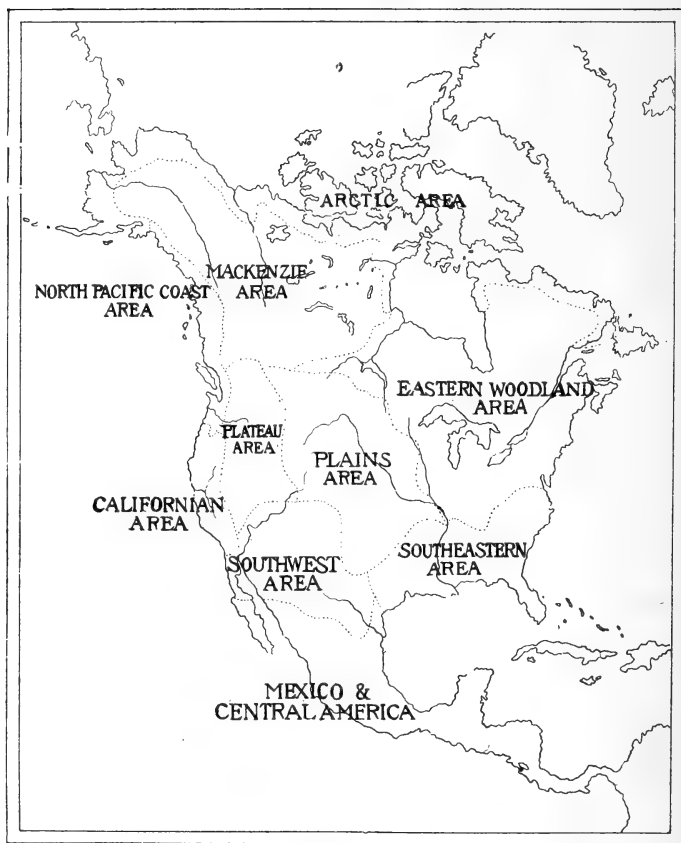 ARCTIC AREA
MACKENZIE
AREA
NORTH PACIFIC COAST
AREA
EASTERN WOODLAND
AREA
PLATEAU
AREA
PLAINS
AREA
CALIFORNIAN
AREA
SOUTHWEST
AREA
SOUTHEASTERN
AREA
MEXICO &
CENTRAL AMERICA